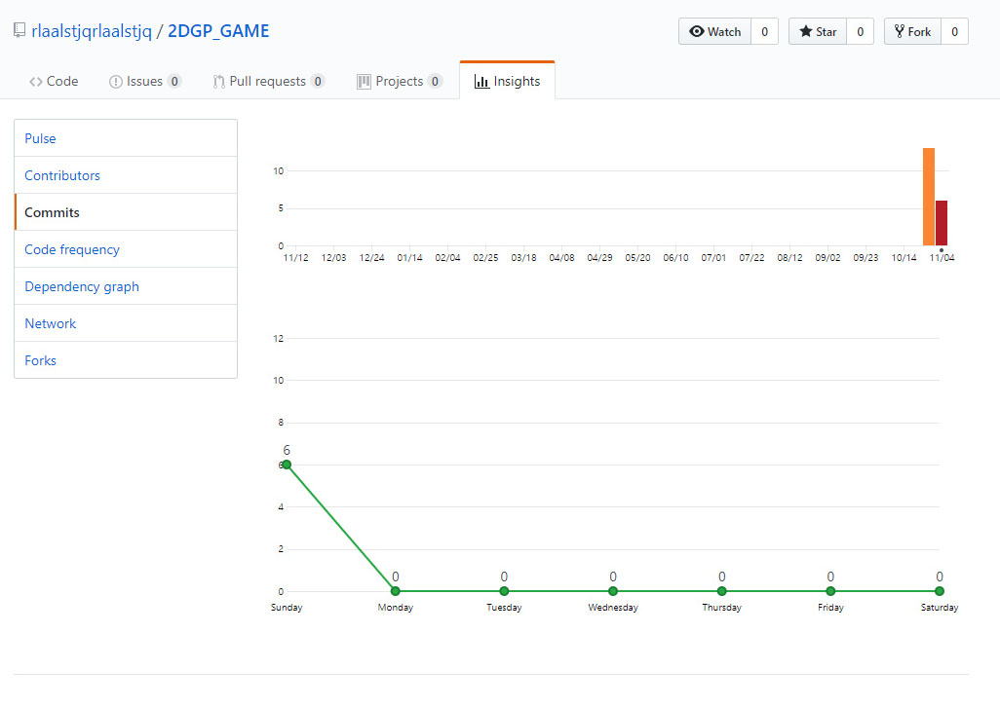 rlaalstjqrlaalstjq / 2DGP_GAME
Watch 0 Star 0 Fork 0
Code Issues 0 Pull requests 0 Projects 0 Insights
Pulse
Contributors
Commits
Code frequency
Dependency graph
Network
Forks
10
5
0
11/12 12/03 12/24 01/14 02/04 02/25 03/18 04/08 04/29 05/20 06/10 07/01 07/22 08/12 09/02 09/23 10/14 11/04
12
10
8
6
6
4
2
0 0 0 0 0 0
0
Sunday Monday Tuesday Wednesday Thursday Friday Saturday